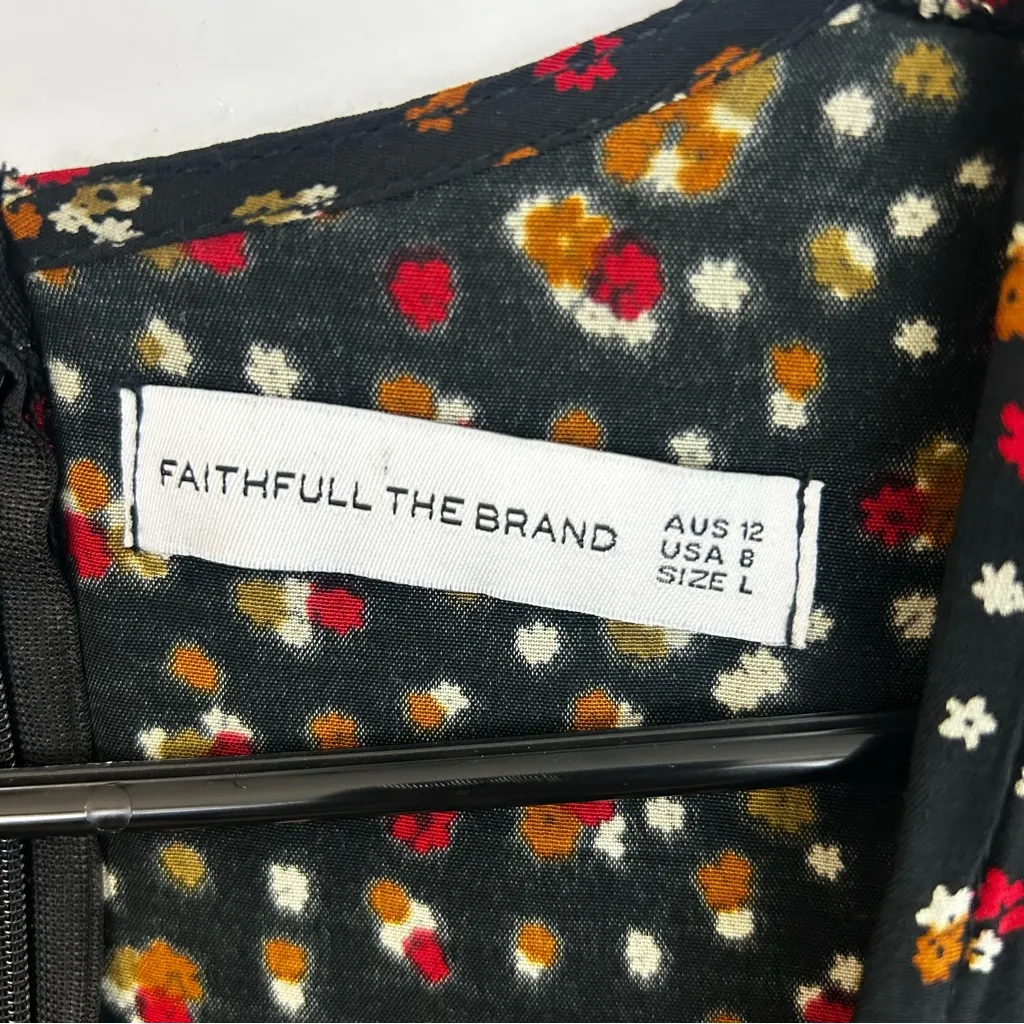 FAITHFULL THE BRAND
AUS 12
USA 8
SIZE L